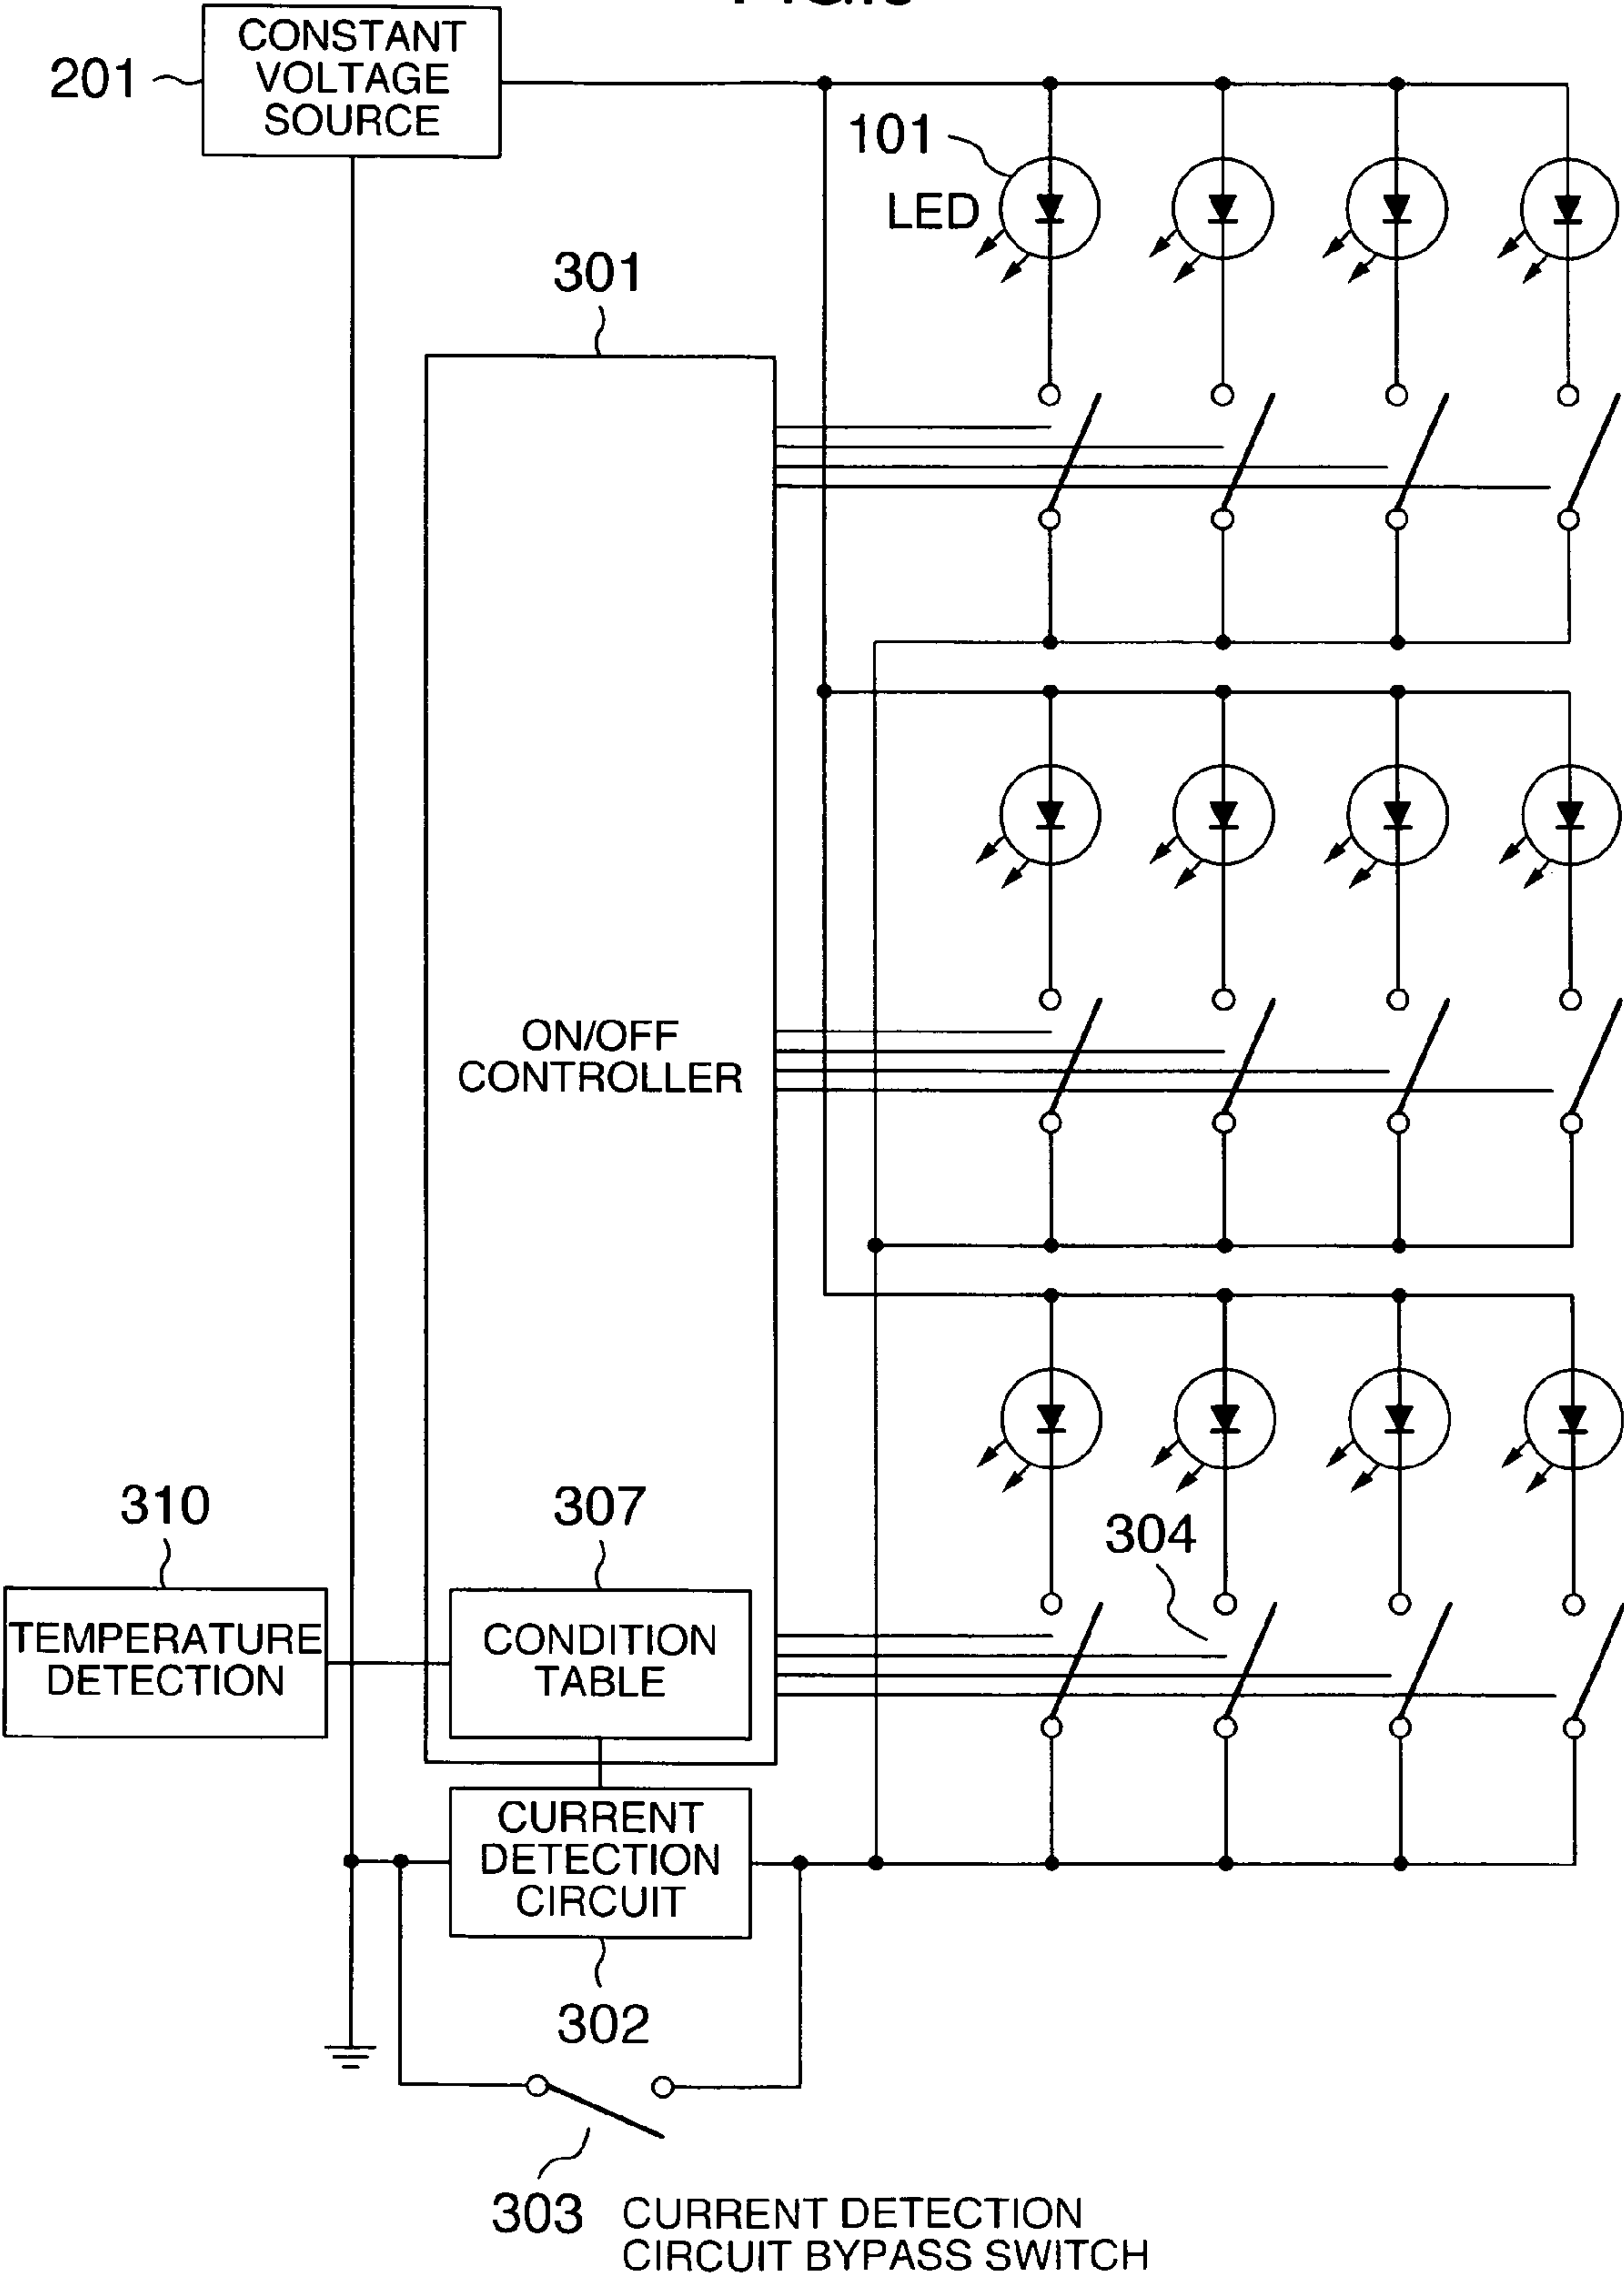 CONSTANT
VOLTAGE
SOURCE
201
101
LED
301
ON/OFF
CONTROLLER
310
307
304
TEMPERATURE
DETECTION
CONDITION
TABLE
CURRENT
DETECTION
CIRCUIT
302
303
CURRENT DETECTION
CIRCUIT BYPASS SWITCH